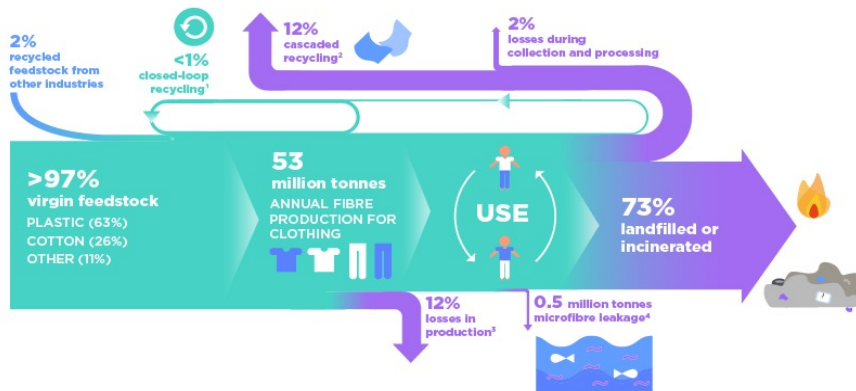 2%
recycled
feedstock from
other industries
<1%
closed-loop
recycling¹
12%
cascaded
recycling²
2%
losses during
collection and processing
>97%
virgin feedstock
PLASTIC (63%)
COTTON (26%)
OTHER (11%)
53
million tonnes
ANNUAL FIBRE
PRODUCTION FOR
CLOTHING
USE
73%
landfilled or
incinerated
12%
losses in
production³
0.5 million tonnes
microfibre leakage⁴